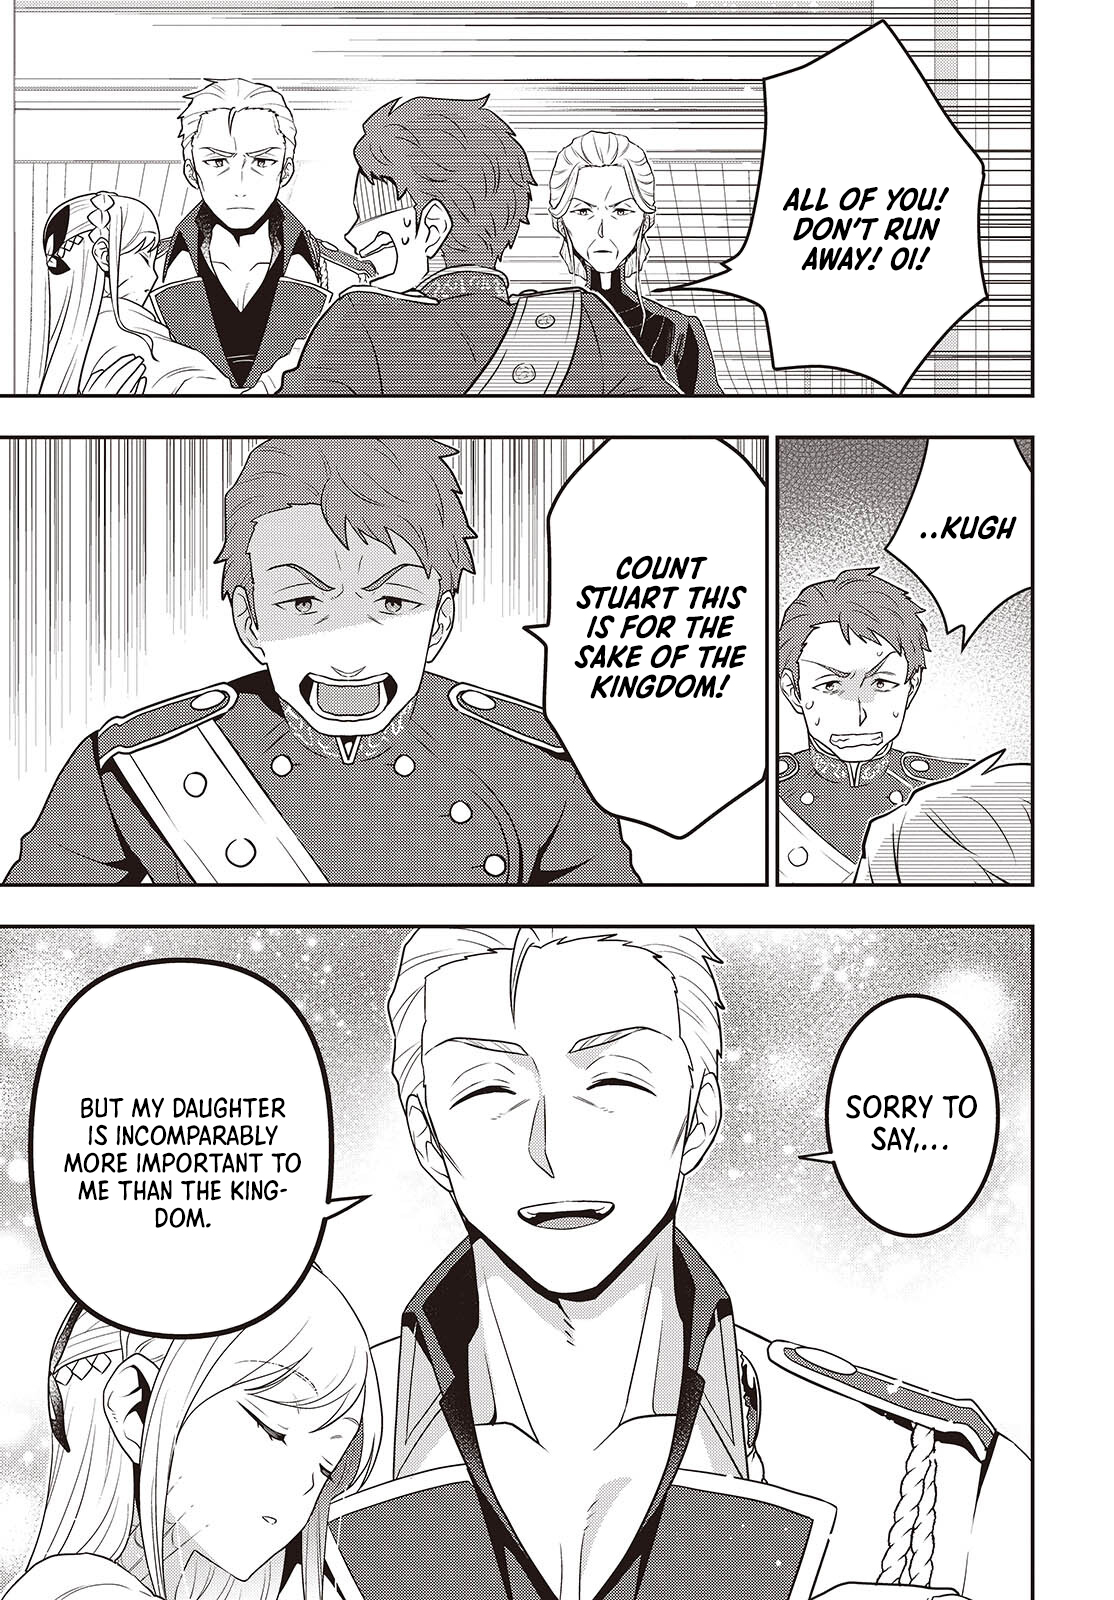 ALL OF YOU!
DON'T RUN
AWAY! OI!
..KUGH
COUNT
STUART THIS
IS FOR THE
SAKE OF THE
KINGDOM!
SORRY TO
SAY,...
BUT MY DAUGHTER
IS INCOMPARABLY
MORE IMPORTANT TO
ME THAN THE KING-
DOM.